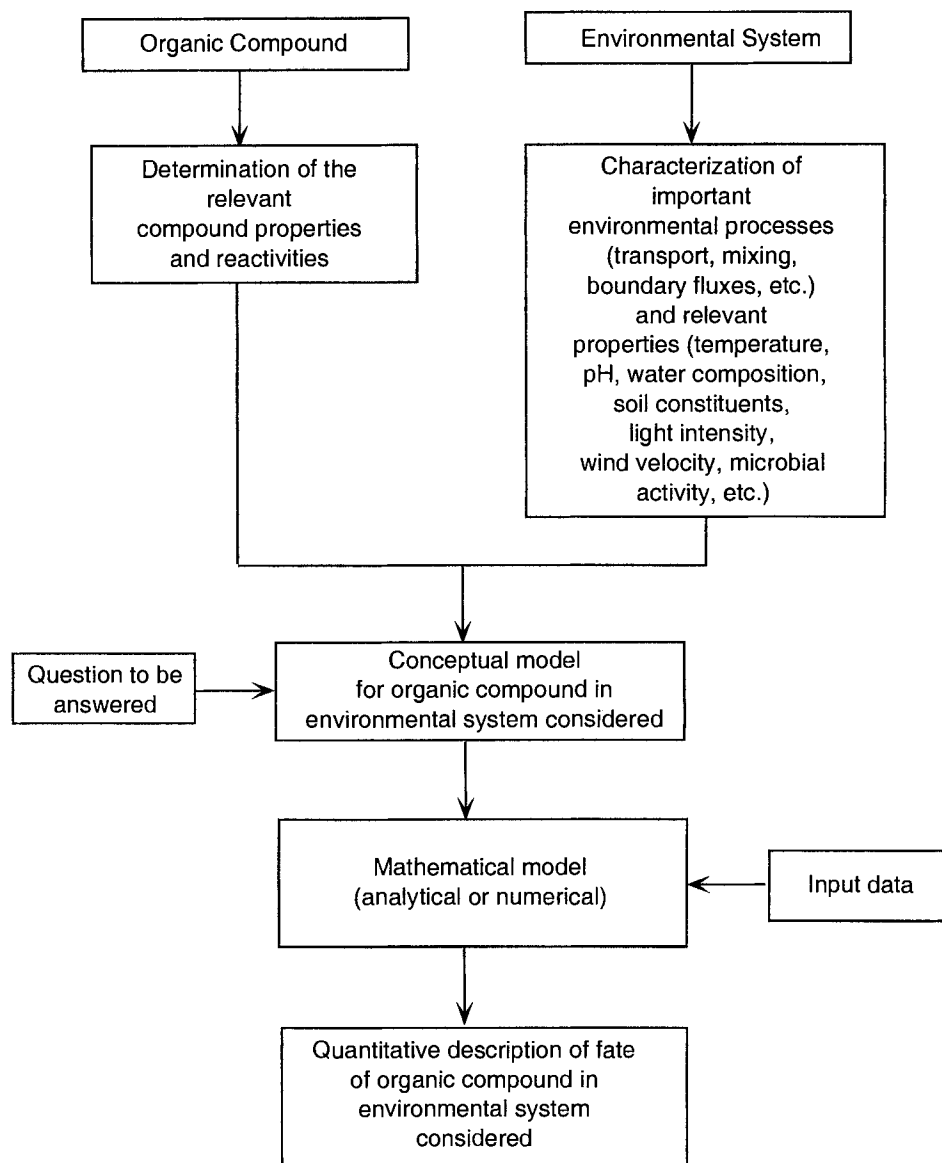 Organic Compound
Environmental System
Determination of the
relevant
compound properties
and reactivities
Characterization of
important
environmental processes
(transport, mixing,
boundary fluxes, etc.)
and relevant
properties (temperature,
pH, water composition,
soil constituents,
light intensity,
wind velocity, microbial
activity, etc.)
Question to be
answered
Conceptual model
for organic compound in
environmental system considered
Mathematical model
(analytical or numerical)
Input data
Quantitative description of fate
of organic compound in
environmental system
considered